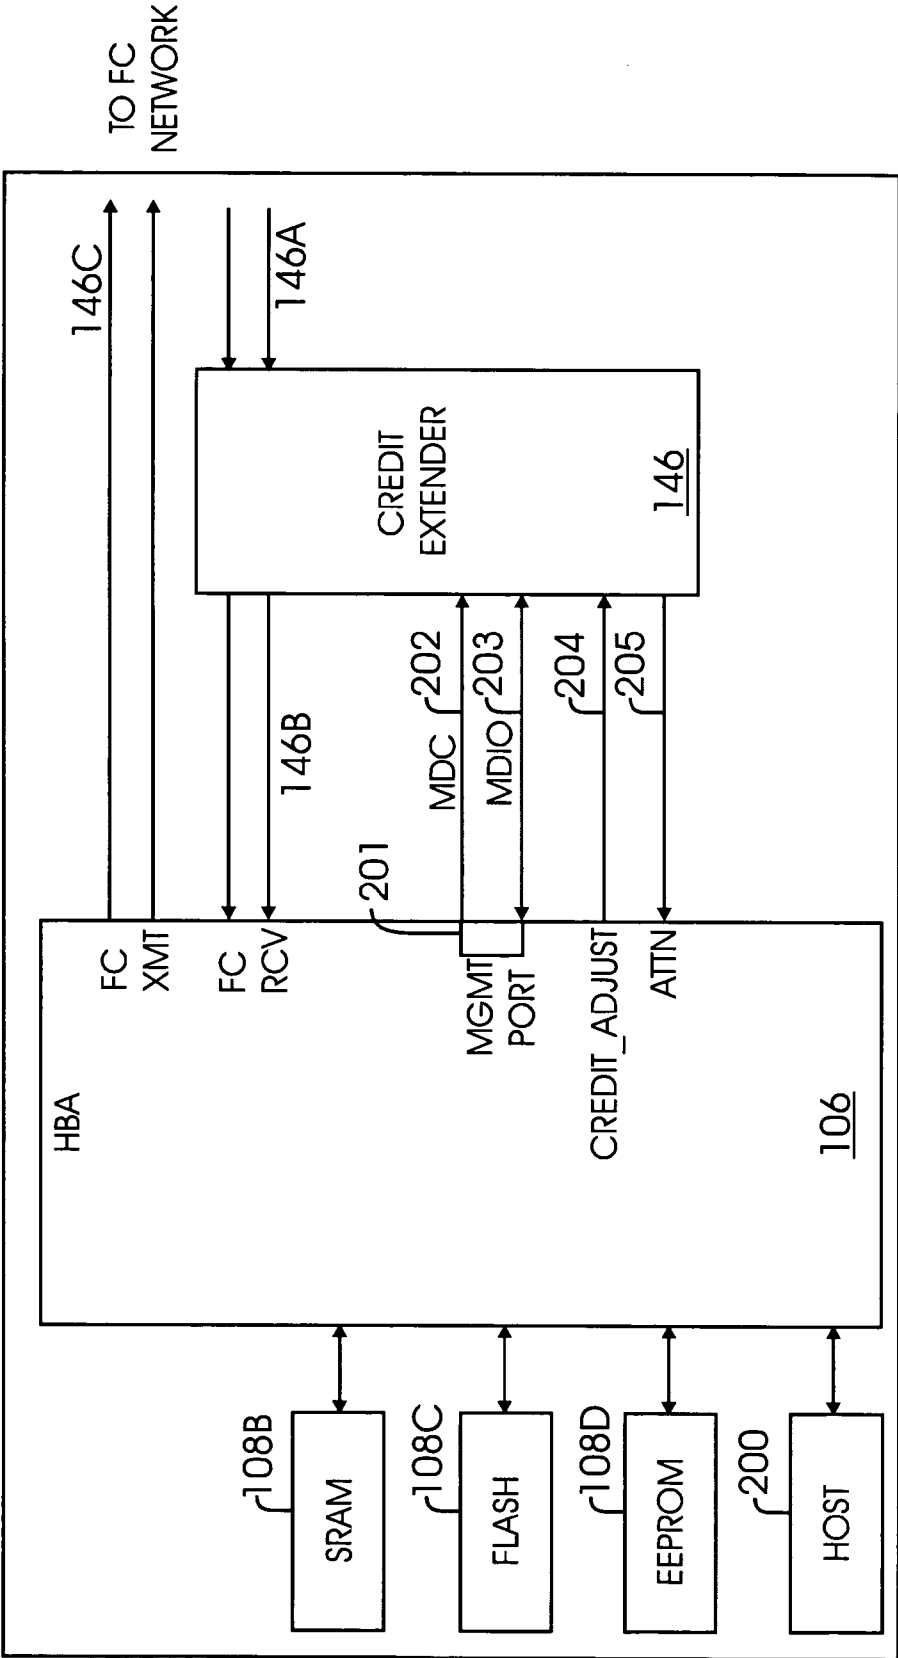 TO FC
NETWORK
146C
146A
CREDIT
EXTENDER
146
146B
MDC
202
MDIO
203
204
205
201
HBA
FC
XMT
FC
RCV
MGMT
PORT
CREDIT_ADJUST
ATTN
106
108B
SRAM
108C
FLASH
108D
EEPROM
200
HOST